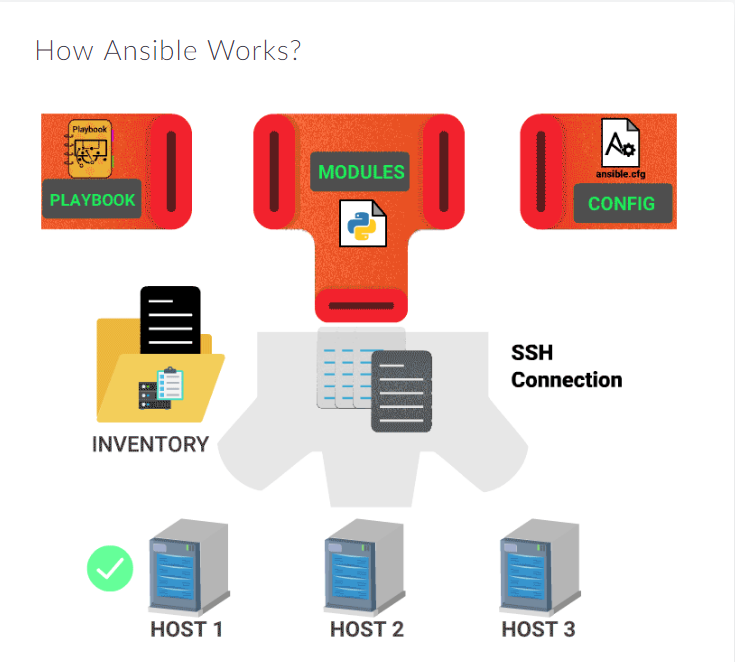 How Ansible Works?
Playbook
PLAYBOOK
MODULES
ansible.cfg
CONFIG
INVENTORY
SSH
Connection
HOST 1
HOST 2
HOST 3